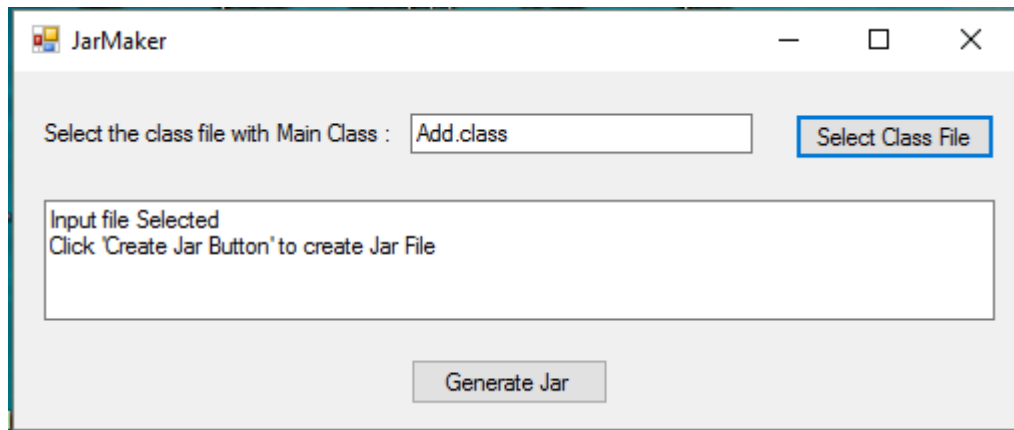 JarMaker
Select the class file with Main Class :
Add.class
Select Class File
Input file Selected
Click 'Create Jar Button' to create Jar File
Generate Jar